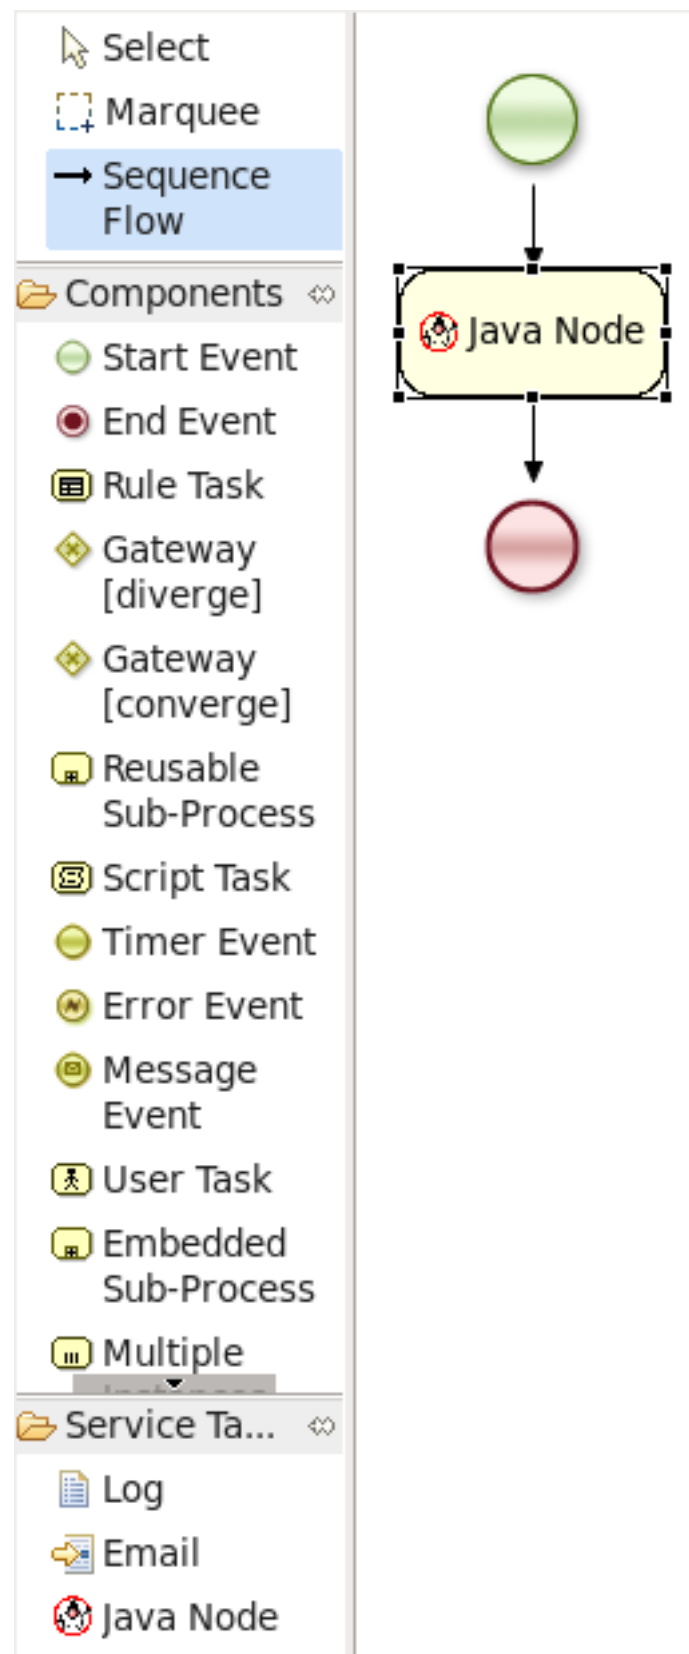 Select
Marquee
Sequence
Flow
Components
Start Event
End Event
Rule Task
Gateway
[diverge]
Gateway
[converge]
Reusable
Sub-Process
Script Task
Timer Event
Error Event
Message
Event
User Task
Embedded
Sub-Process
Multiple
Service Ta...
Log
Email
Java Node
Java Node